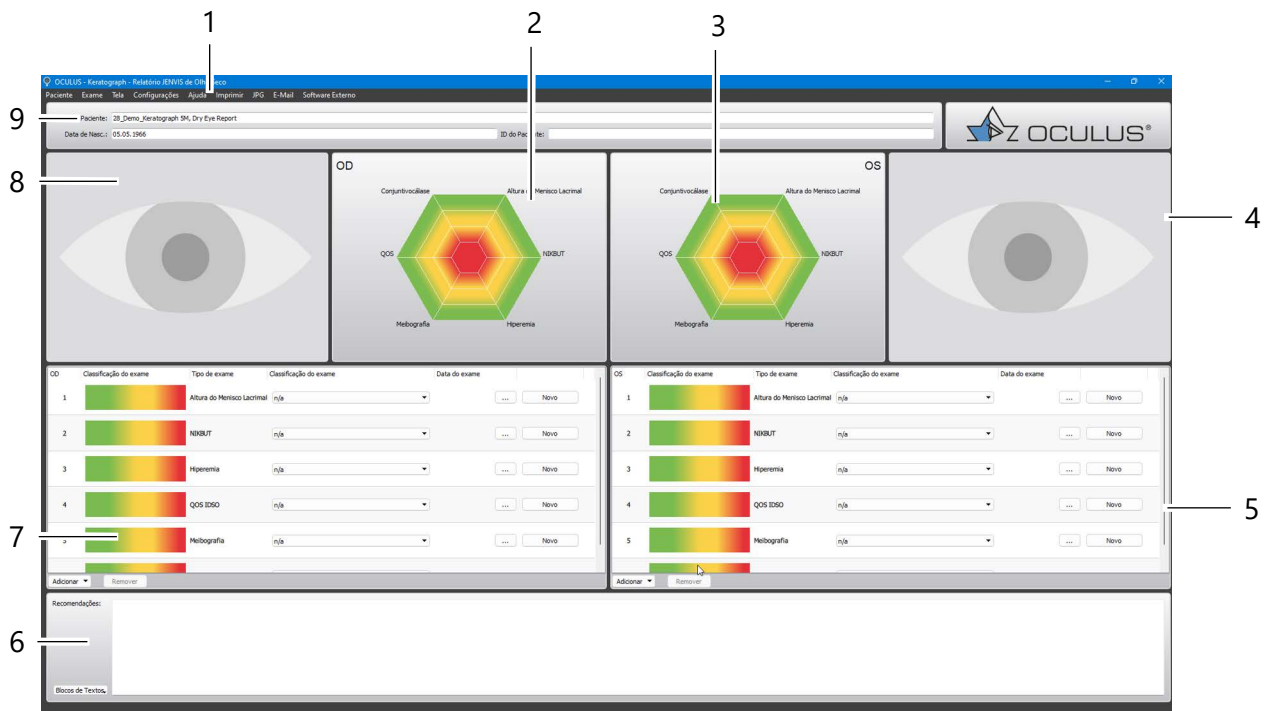 1 2 3
OCULUS - Keratograph - Relatório JENVIS de Olho Seco
Paciente Exame Tela Configurações Ajuda Imprimir JPG E-Mail Software Externo
9
Paciente: 28_Demo_Keratograph 5M, Dry Eye Report
Data de Nasc.: 05.05.1966 ID do Paciente:
OCULUS®
8
OD
Conjuntivocálase Altura do Menisco Lacrimal
QOS NIKBUT
Meibografia Hiperemia
OS
Conjuntivocálase Altura do Menisco Lacrimal
QOS NIKBUT
Meibografia Hiperemia
4
OD Classificação do exame Tipo de exame Classificação do exame Data do exame
1 Altura do Menisco Lacrimal n/a ... Novo
2 NIKBUT n/a ... Novo
3 Hiperemia n/a ... Novo
4 QOS IDSO n/a ... Novo
7
5 Meibografia n/a ... Novo
Adicionar Remover
OS Classificação do exame Tipo de exame Classificação do exame Data do exame
1 Altura do Menisco Lacrimal n/a ... Novo
2 NIKBUT n/a ... Novo
3 Hiperemia n/a ... Novo
4 QOS IDSO n/a ... Novo
5
5 Meibografia n/a ... Novo
Adicionar Remover
Recomendações:
6
Blocos de Textos